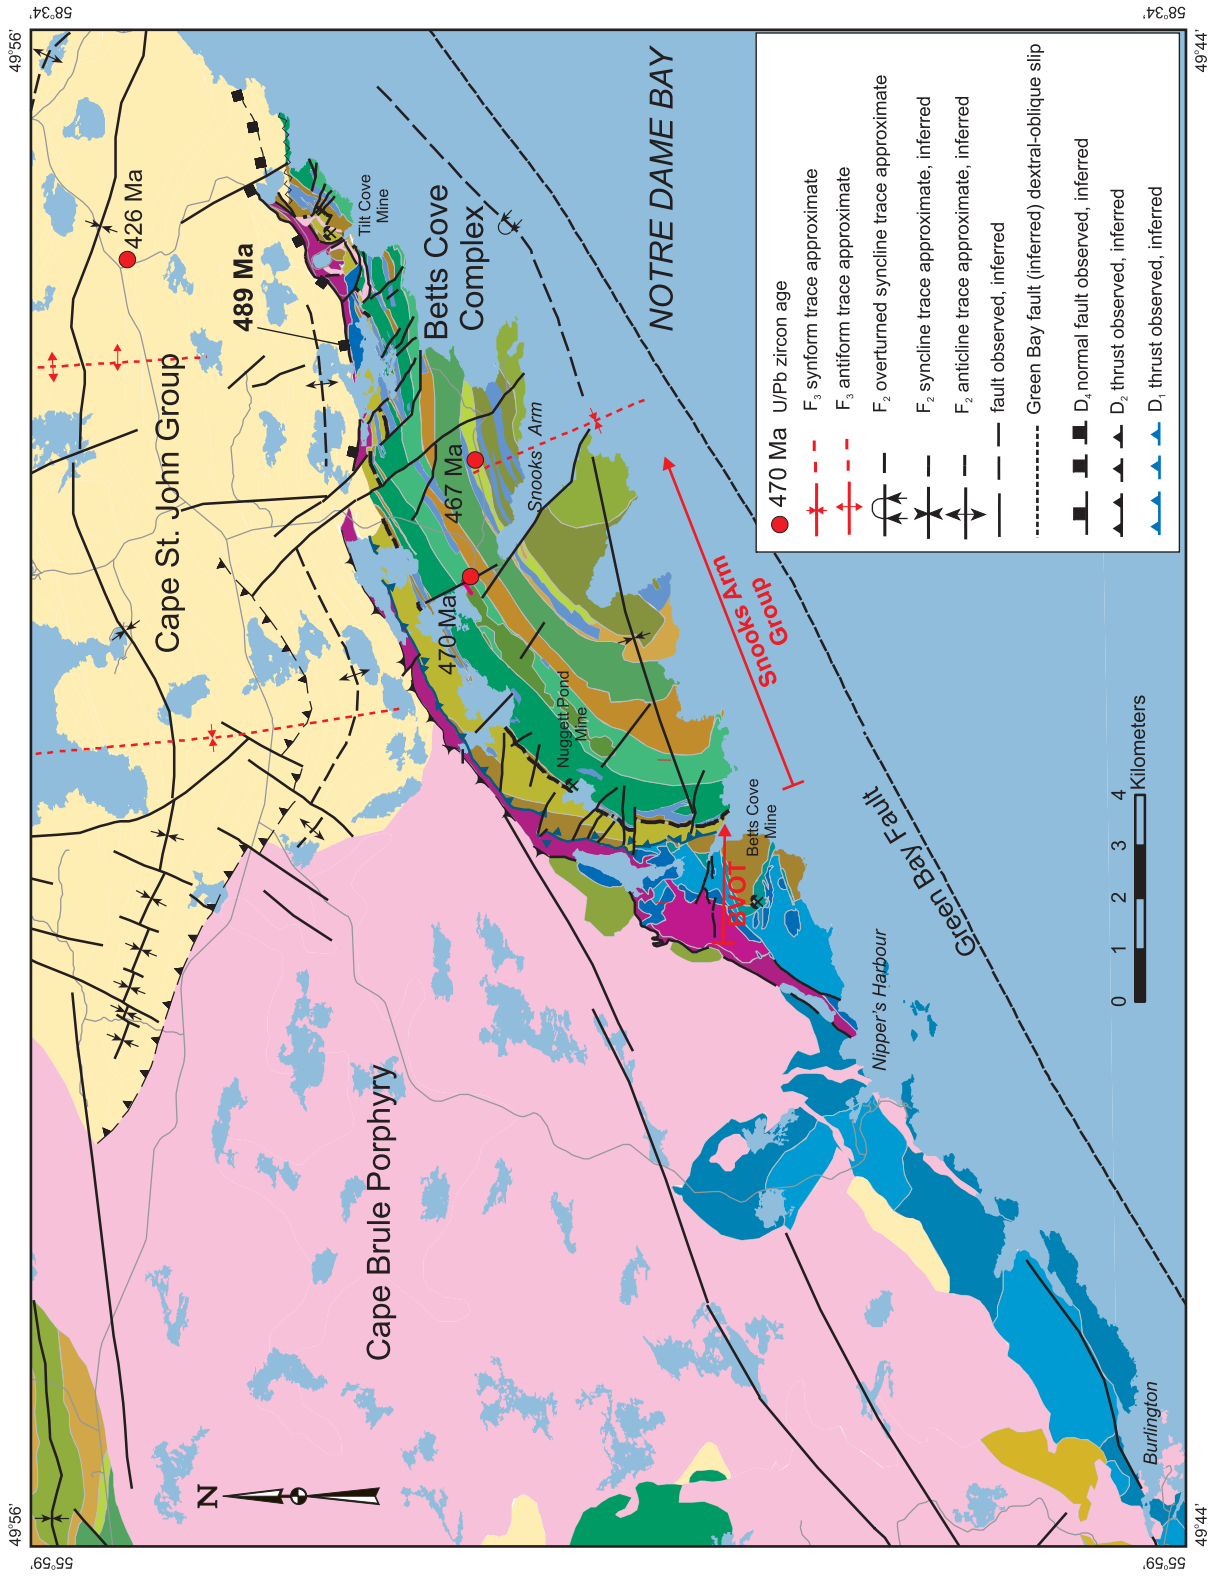 49°56'
58°34'
49°44'
58°34'
49°56'
55°59'
49°44'
55°59'
N
426 Ma
Cape St. John Group
489 Ma
Tilt Cove
Mine
Betts Cove
Complex
NOTRE DAME BAY
467 Ma
Snooks' Arm
470 Ma
Nuggett Pond
Mine
Snooks Arm
Group
Betts Cove
Mine
BVOT
Green Bay Fault
Nipper's Harbour
Cape Brule Porphyry
Burlington
0 1 2 3 4
Kilometers
470 Ma U/Pb zircon age
F3 synform trace approximate
F3 antiform trace approximate
F2 overturned syncline trace approximate
F2 syncline trace approximate, inferred
F2 anticline trace approximate, inferred
fault observed, inferred
Green Bay fault (inferred) dextral-oblique slip
D4 normal fault observed, inferred
D2 thrust observed, inferred
D1 thrust observed, inferred